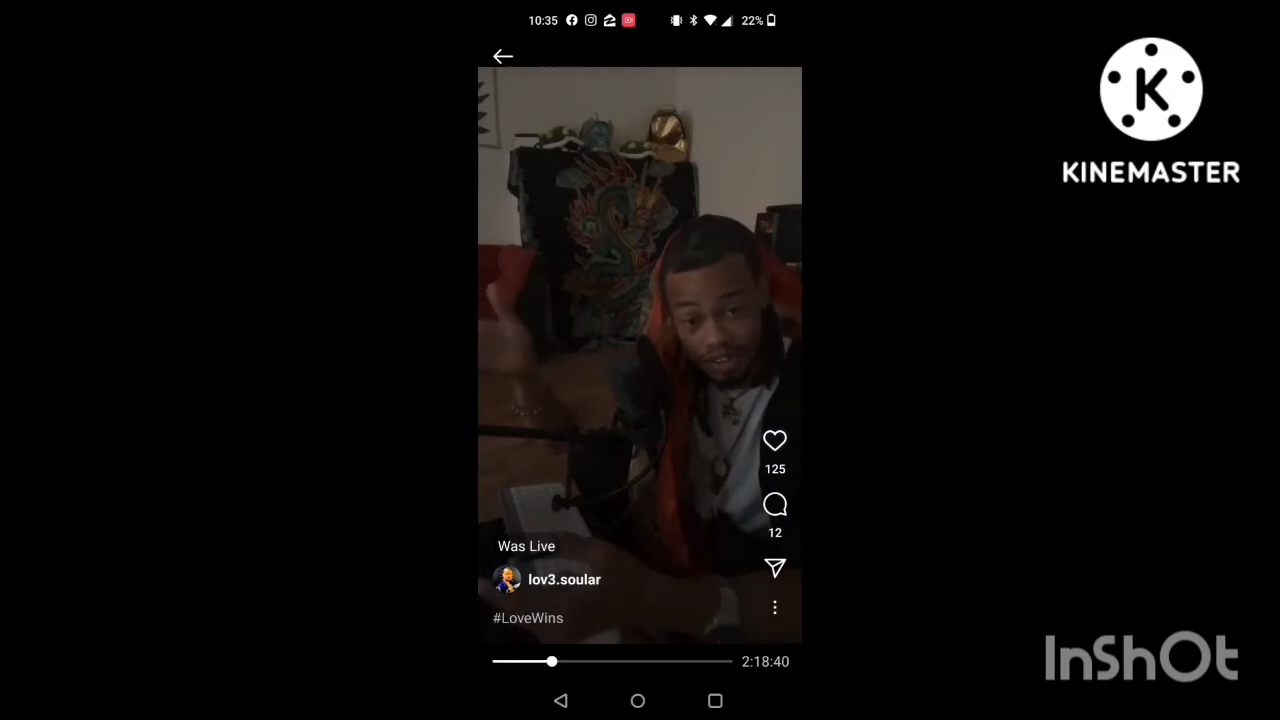 10:35
22%
K
KINEMASTER
125
12
Was Live
lov3.soular
#LoveWins
2:18:40
InShOt